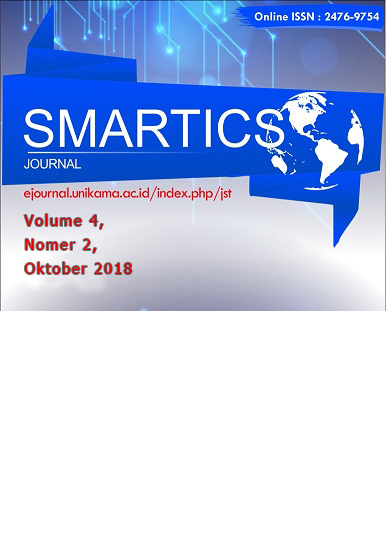 Online ISSN : 2476-9754
SMARTICS
JOURNAL
ejournal.unikama.ac.id/index.php/jst
Volume 4,
Nomer 2,
Oktober 2018